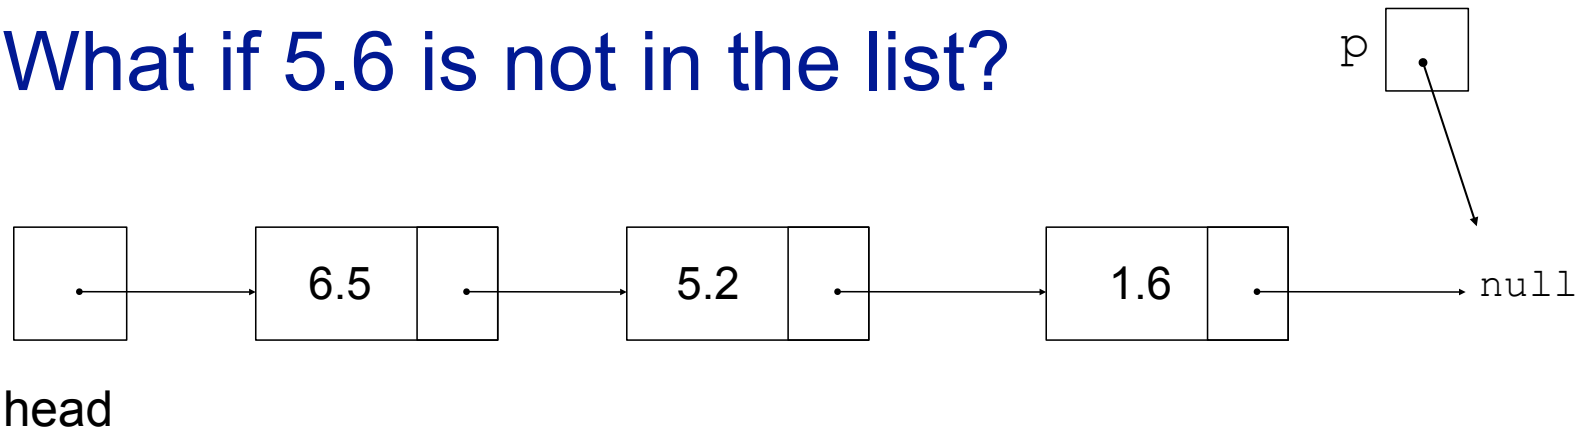 What if 5.6 is not in the list?
p
6.5 5.2 1.6 null
head